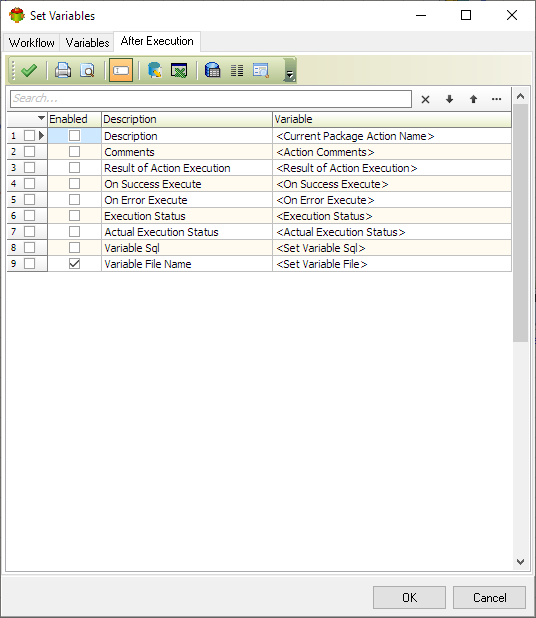 Set Variables
Workflow Variables After Execution
Search...
Enabled Description Variable
1 Description <Current Package Action Name>
2 Comments <Action Comments>
3 Result of Action Execution <Result of Action Execution>
4 On Success Execute <On Success Execute>
5 On Error Execute <On Error Execute>
6 Execution Status <Execution Status>
7 Actual Execution Status <Actual Execution Status>
8 Variable Sql <Set Variable Sql>
9 Variable File Name <Set Variable File>
OK Cancel